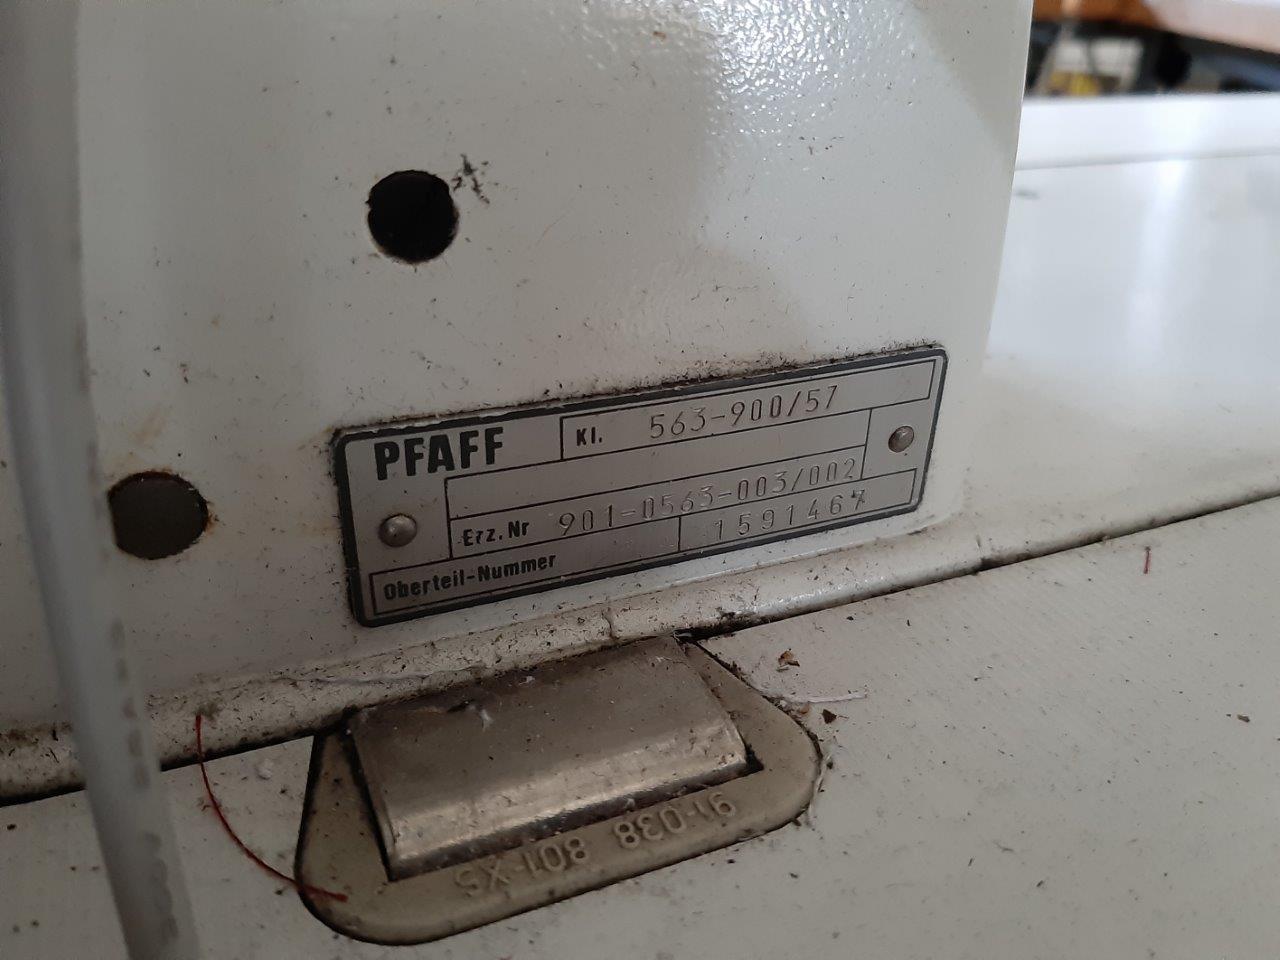 PFAFF Kl. 563-900/57
Erz. Nr 901-0563-003/002
Oberteil-Nummer 1591467
91-038 801-X5